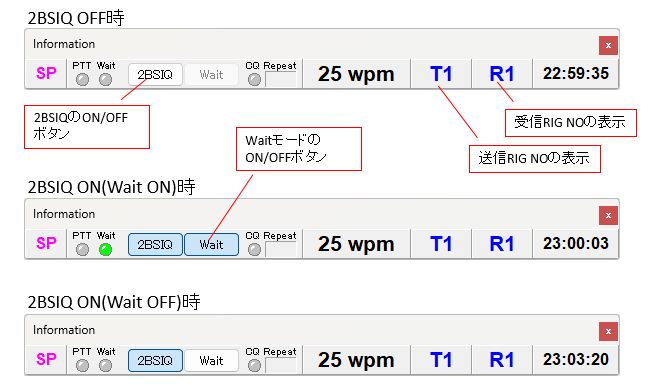 2BSIQ OFF時
Information
x
SP PTT Wait 2BSIQ Wait CQ Repeat 25 wpm T1 R1 22:59:35
2BSIQのON/OFF
ボタン
Waitモードの
ON/OFFボタン
受信RIG NOの表示
送信RIG NOの表示
2BSIQ ON(Wait ON)時
Information
x
SP PTT Wait 2BSIQ Wait CQ Repeat 25 wpm T1 R1 23:00:03
2BSIQ ON(Wait OFF)時
Information
x
SP PTT Wait 2BSIQ Wait CQ Repeat 25 wpm T1 R1 23:03:20